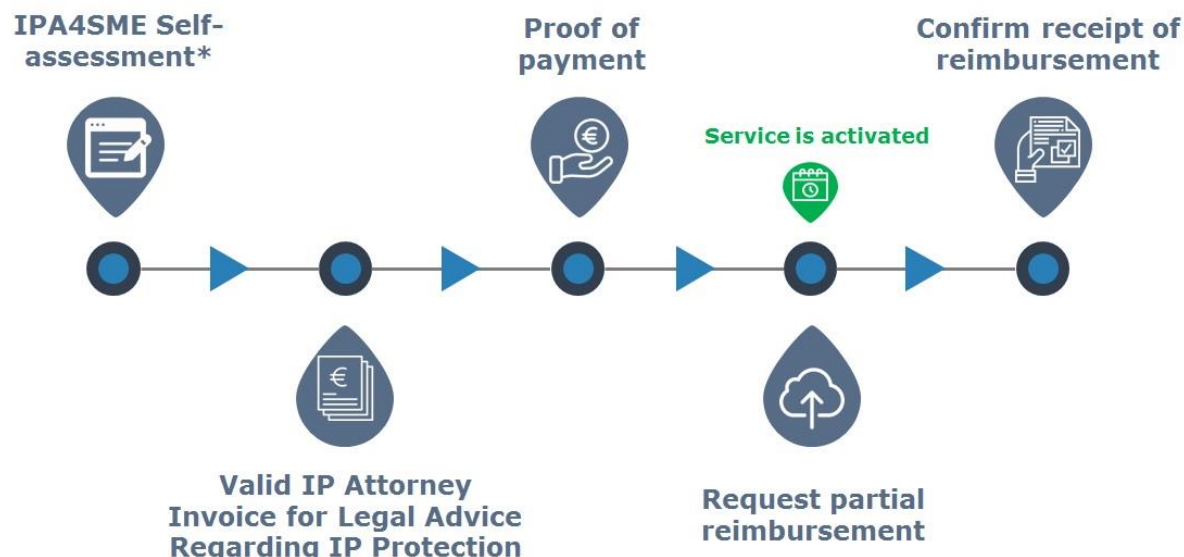 IPA4SME Self-
assessment*
Proof of
payment
Confirm receipt of
reimbursement
€
Service is activated
€
Valid IP Attorney
Invoice for Legal Advice
Regarding IP Protection
Request partial
reimbursement